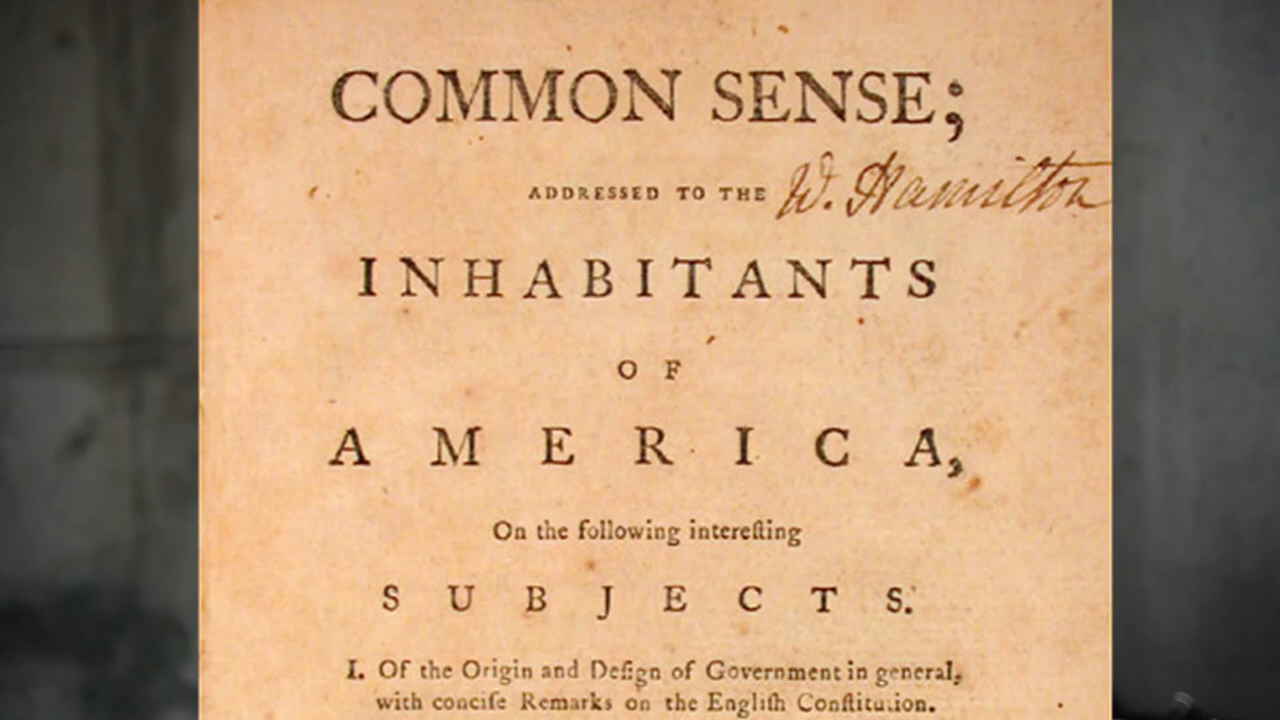 COMMON SENSE;
ADDRESSED TO THE W. Hamilton
INHABITANTS
OF
AMERICA,
On the following intereſting
SUBJECTS.
I. Of the Origin and Deſign of Government in general,
with conciſe Remarks on the Engliſh Conſtitution.